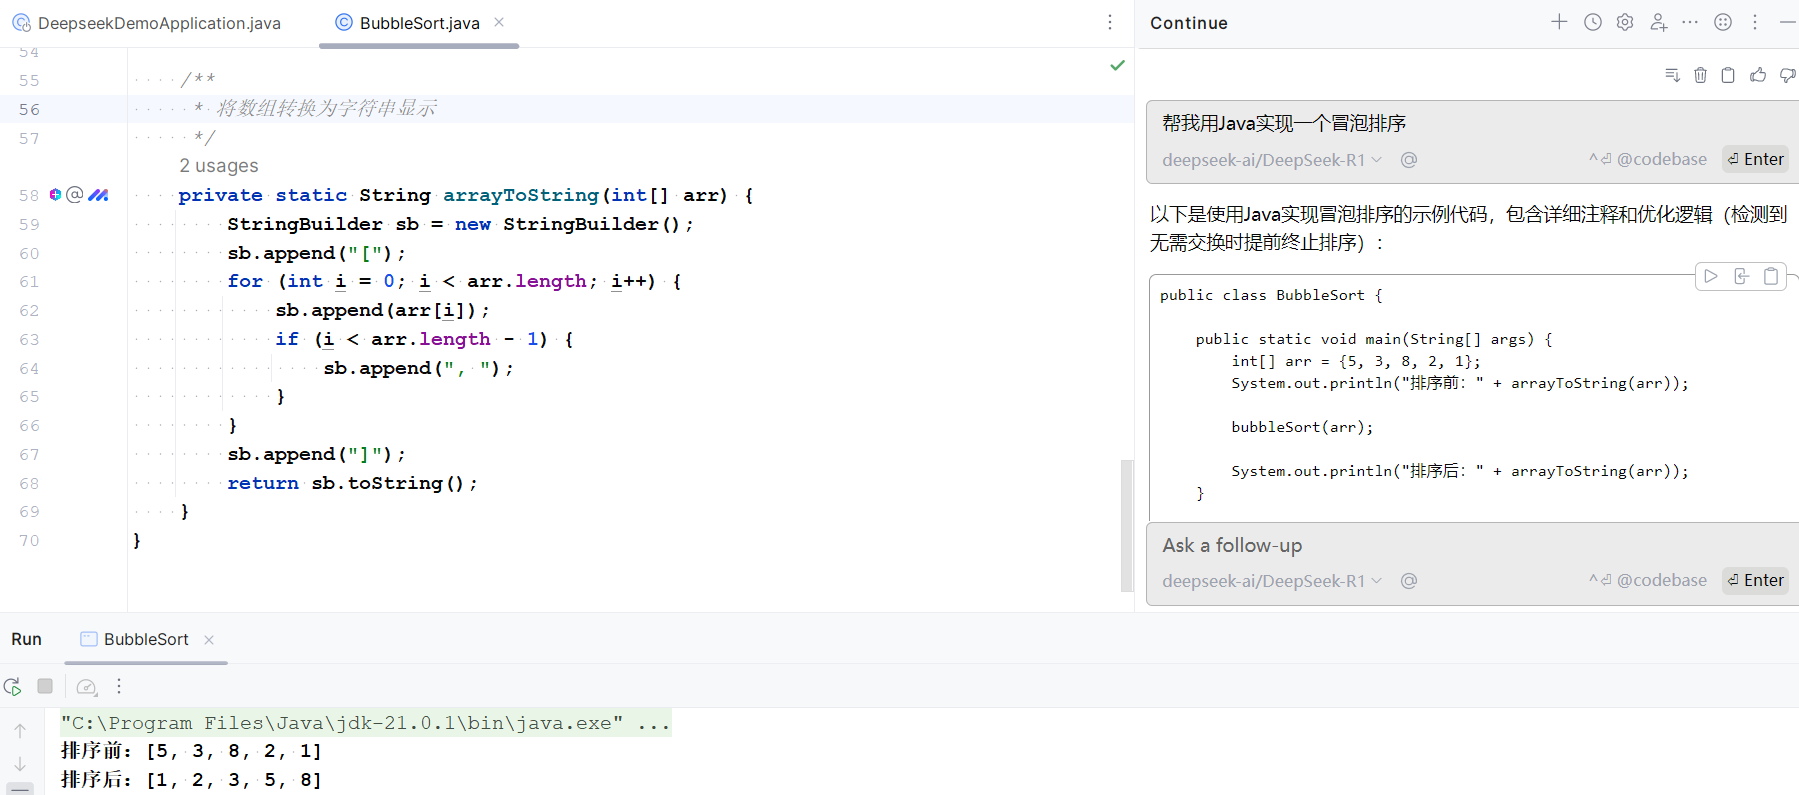 DeepseekDemoApplication.java
BubbleSort.java
54
55 /**
56 * 将数组转换为字符串显示
57 */
2 usages
58 private static String arrayToString(int[] arr) {
59 StringBuilder sb = new StringBuilder();
60 sb.append("[");
61 for (int i = 0; i < arr.length; i++) {
62 sb.append(arr[i]);
63 if (i < arr.length - 1) {
64 sb.append(", ");
65 }
66 }
67 sb.append("]");
68 return sb.toString();
69 }
70 }
Continue
帮我用Java实现一个冒泡排序
deepseek-ai/DeepSeek-R1 @ ^⏎ @codebase ⏎ Enter
以下是使用Java实现冒泡排序的示例代码，包含详细注释和优化逻辑（检测到
无需交换时提前终止排序）：
public class BubbleSort {
public static void main(String[] args) {
int[] arr = {5, 3, 8, 2, 1};
System.out.println("排序前：" + arrayToString(arr));
bubbleSort(arr);
System.out.println("排序后：" + arrayToString(arr));
}
Ask a follow-up
deepseek-ai/DeepSeek-R1 @ ^⏎ @codebase ⏎ Enter
Run
BubbleSort
"C:\Program Files\Java\jdk-21.0.1\bin\java.exe" ...
排序前：[5, 3, 8, 2, 1]
排序后：[1, 2, 3, 5, 8]